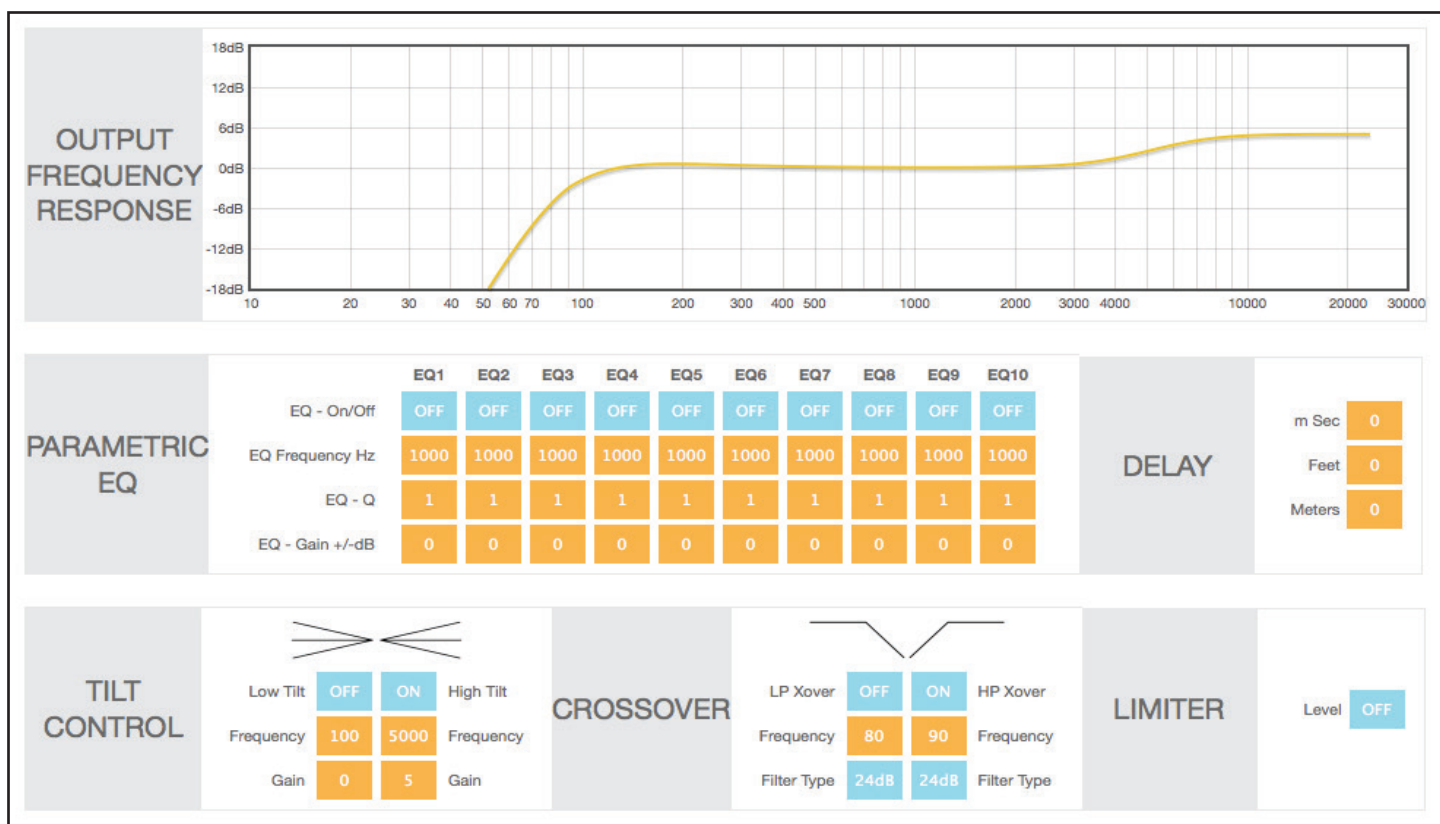 OUTPUT
FREQUENCY
RESPONSE
18dB
12dB
6dB
0dB
-6dB
-12dB
-18dB
10 20 30 40 50 60 70 100 200 300 400 500 1000 2000 3000 4000 10000 20000 30000
PARAMETRIC
EQ
EQ1 EQ2 EQ3 EQ4 EQ5 EQ6 EQ7 EQ8 EQ9 EQ10
EQ - On/Off OFF OFF OFF OFF OFF OFF OFF OFF OFF OFF
EQ Frequency Hz 1000 1000 1000 1000 1000 1000 1000 1000 1000 1000
EQ - Q 1 1 1 1 1 1 1 1 1 1
EQ - Gain +/-dB 0 0 0 0 0 0 0 0 0 0
DELAY
m Sec 0
Feet 0
Meters 0
TILT
CONTROL
Low Tilt OFF ON High Tilt
Frequency 100 5000 Frequency
Gain 0 5 Gain
CROSSOVER
LP Xover OFF ON HP Xover
Frequency 80 90 Frequency
Filter Type 24dB 24dB Filter Type
LIMITER
Level OFF